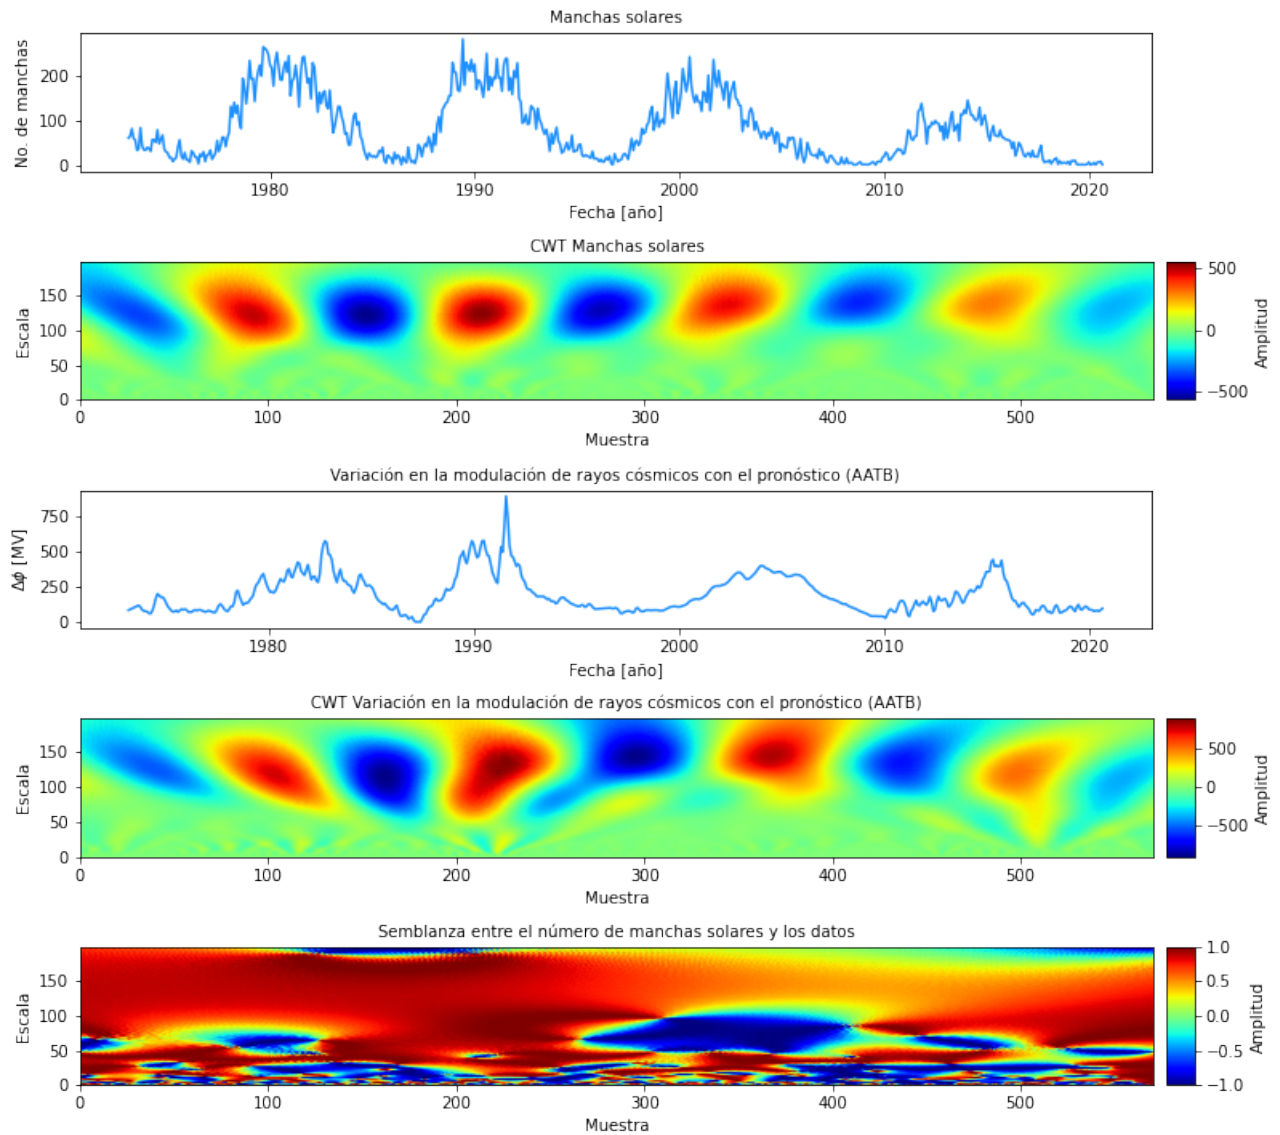 Manchas solares
No. de manchas
200
100
0
1980 1990 2000 2010 2020
Fecha [año]
CWT Manchas solares
Escala
150
100
50
0
0 100 200 300 400 500
Muestra
500
0
−500
Amplitud
Variación en la modulación de rayos cósmicos con el pronóstico (AATB)
Δφ [MV]
750
500
250
0
1980 1990 2000 2010 2020
Fecha [año]
CWT Variación en la modulación de rayos cósmicos con el pronóstico (AATB)
Escala
150
100
50
0
0 100 200 300 400 500
Muestra
500
0
−500
Amplitud
Semblanza entre el número de manchas solares y los datos
Escala
150
100
50
0
0 100 200 300 400 500
Muestra
1.0
0.5
0.0
−0.5
−1.0
Amplitud